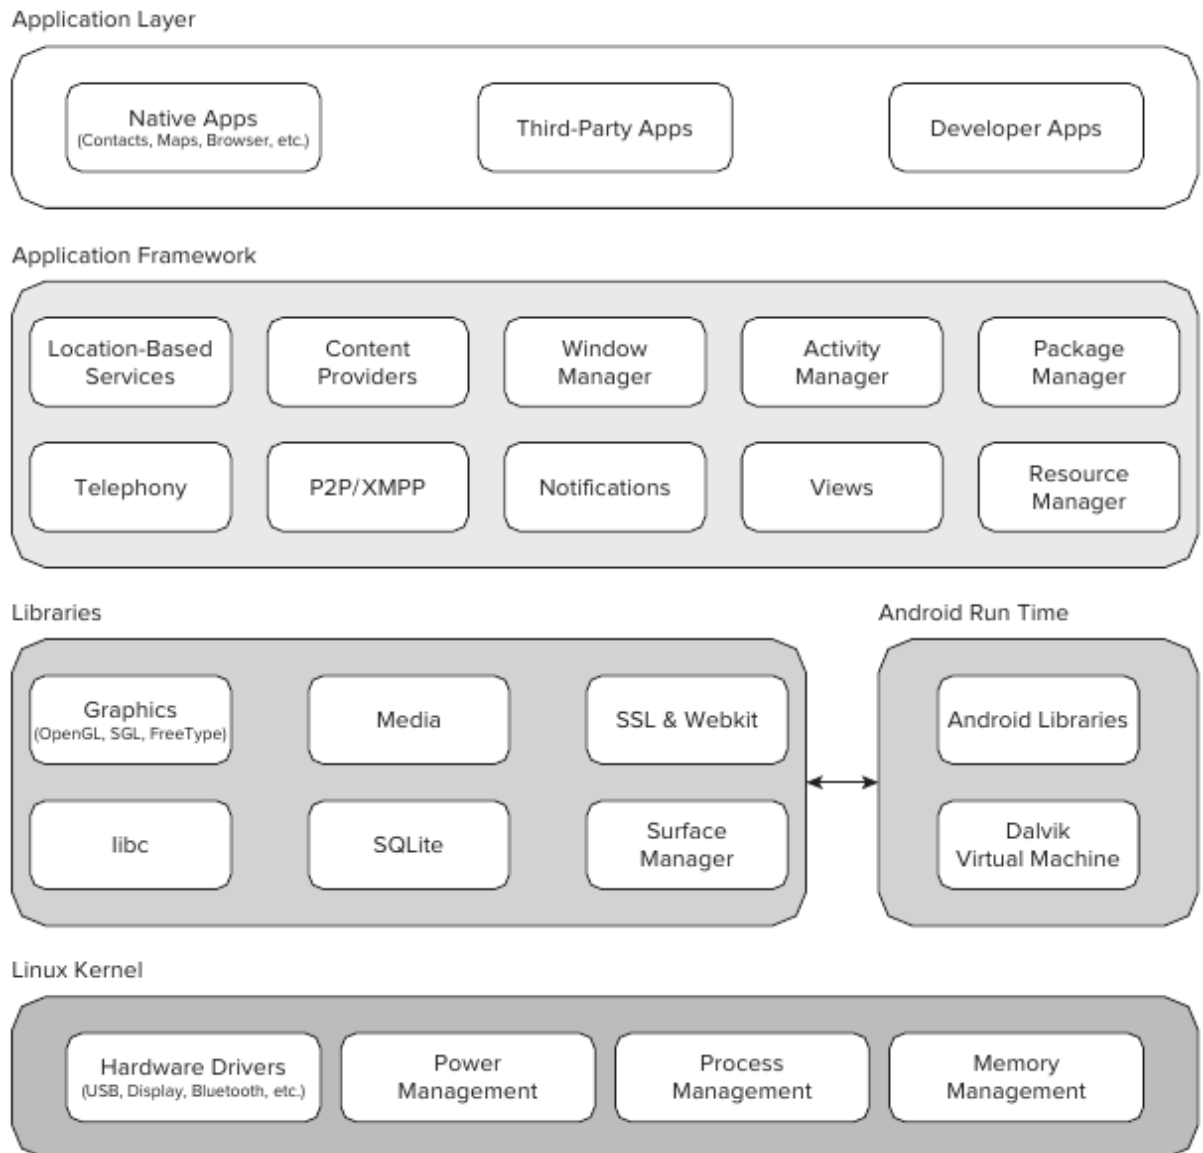 Application Layer
Native Apps
(Contacts, Maps, Browser, etc.)
Third-Party Apps
Developer Apps
Application Framework
Location-Based
Services
Content
Providers
Window
Manager
Activity
Manager
Package
Manager
Telephony
P2P/XMPP
Notifications
Views
Resource
Manager
Libraries
Graphics
(OpenGL, SGL, FreeType)
Media
SSL & Webkit
libc
SQLite
Surface
Manager
Android Run Time
Android Libraries
Dalvik
Virtual Machine
Linux Kernel
Hardware Drivers
(USB, Display, Bluetooth, etc.)
Power
Management
Process
Management
Memory
Management